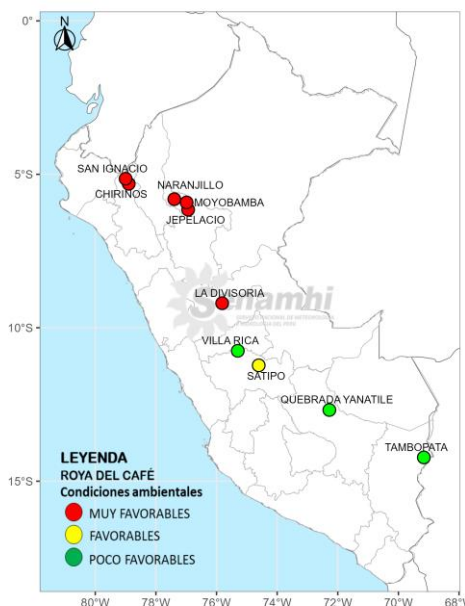 N
0°
SAN IGNACIO
NARANJILLO
5°S
CHIRINOS
MOYOBAMBA
JEPELACIO
LA DIVISORIA
Senamhi
10°S
VILLA RICA
SATIPO
QUEBRADA YANATILE
TAMBOPATA
LEYENDA
ROYA DEL CAFÉ
Condiciones ambientales
15°S
MUY FAVORABLES
FAVORABLES
POCO FAVORABLES
80°W 78°W 76°W 74°W 72°W 70°W 68°W